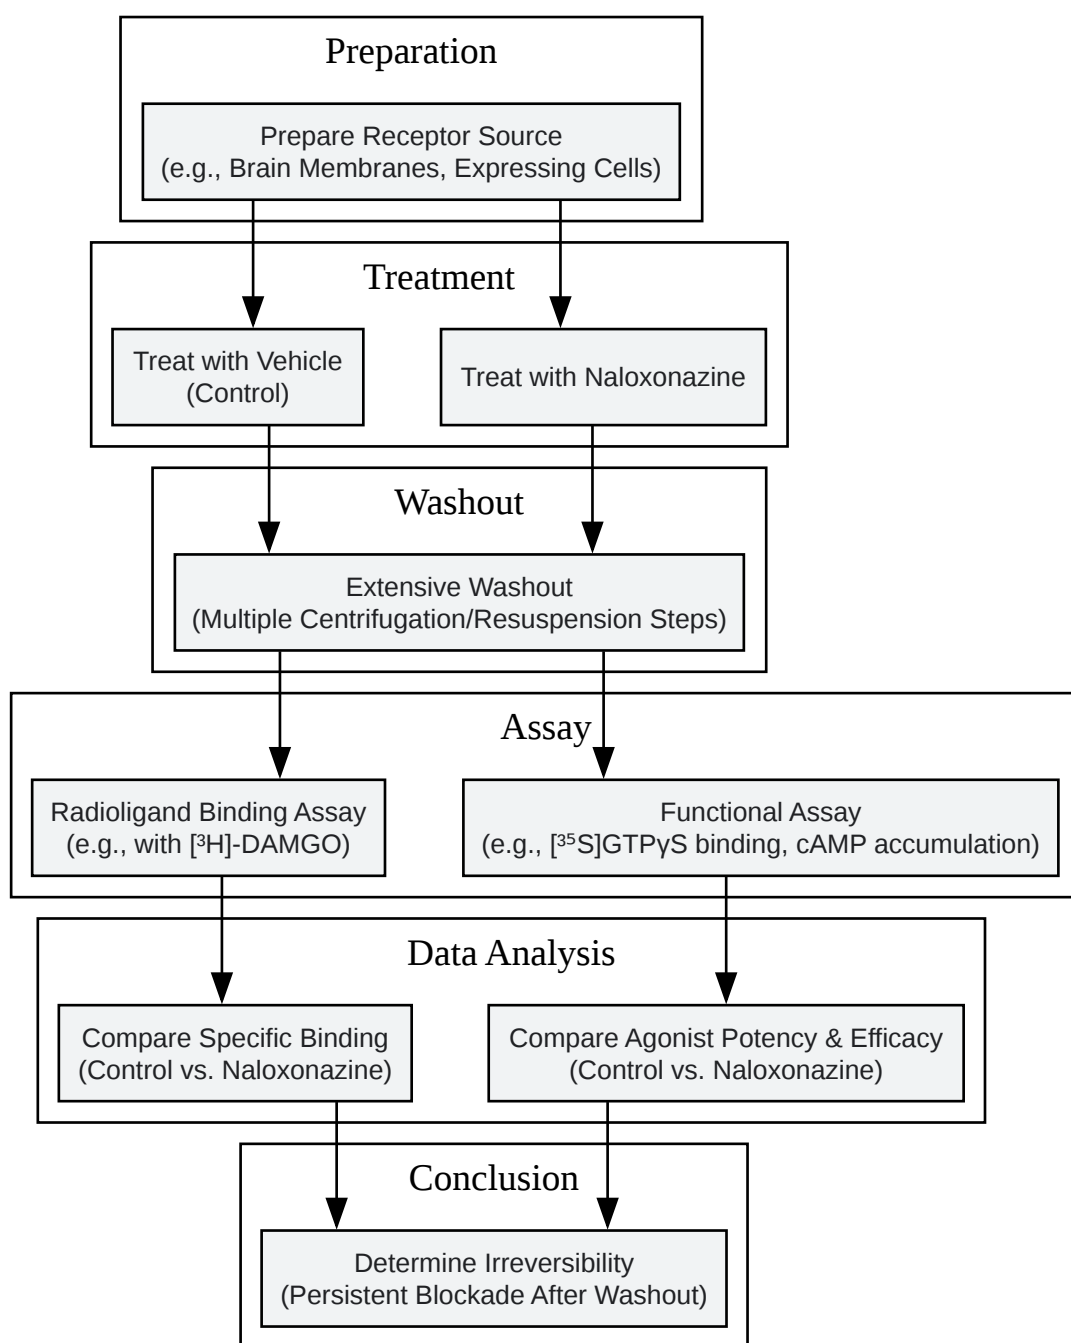 Preparation
Prepare Receptor Source
(e.g., Brain Membranes, Expressing Cells)
Treatment
Treat with Vehicle
(Control)
Treat with Naloxonazine
Washout
Extensive Washout
(Multiple Centrifugation/Resuspension Steps)
Assay
Radioligand Binding Assay
(e.g., with [³H]-DAMGO)
Functional Assay
(e.g., [³⁵S]GTPγS binding, cAMP accumulation)
Data Analysis
Compare Specific Binding
(Control vs. Naloxonazine)
Compare Agonist Potency & Efficacy
(Control vs. Naloxonazine)
Conclusion
Determine Irreversibility
(Persistent Blockade After Washout)